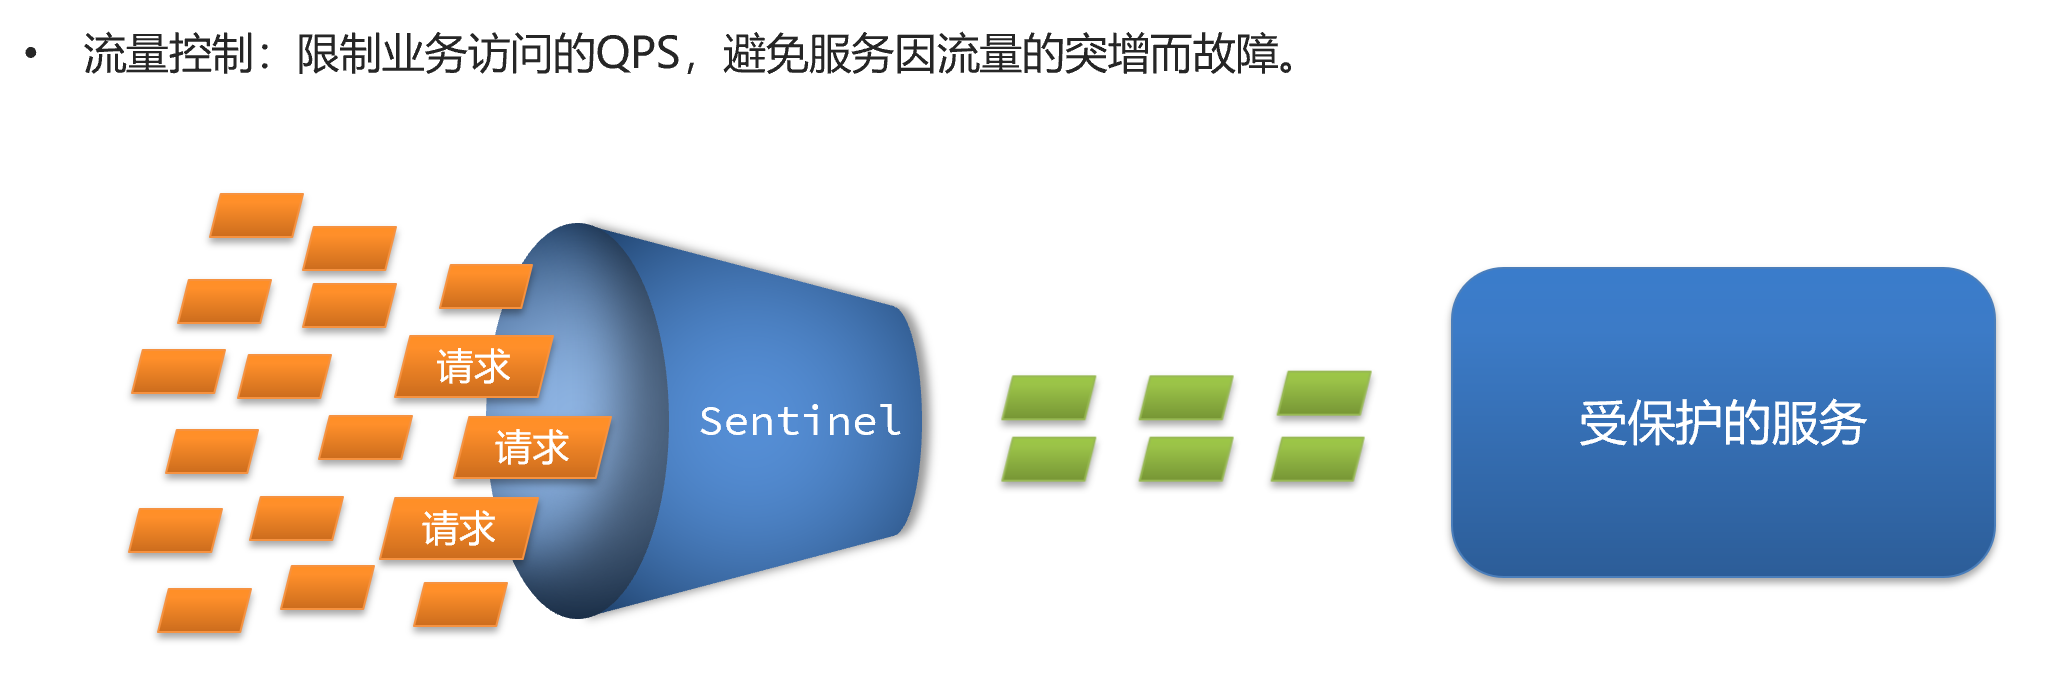 • 流量控制：限制业务访问的QPS，避免服务因流量的突增而故障。
请求
请求
请求
Sentinel
受保护的服务